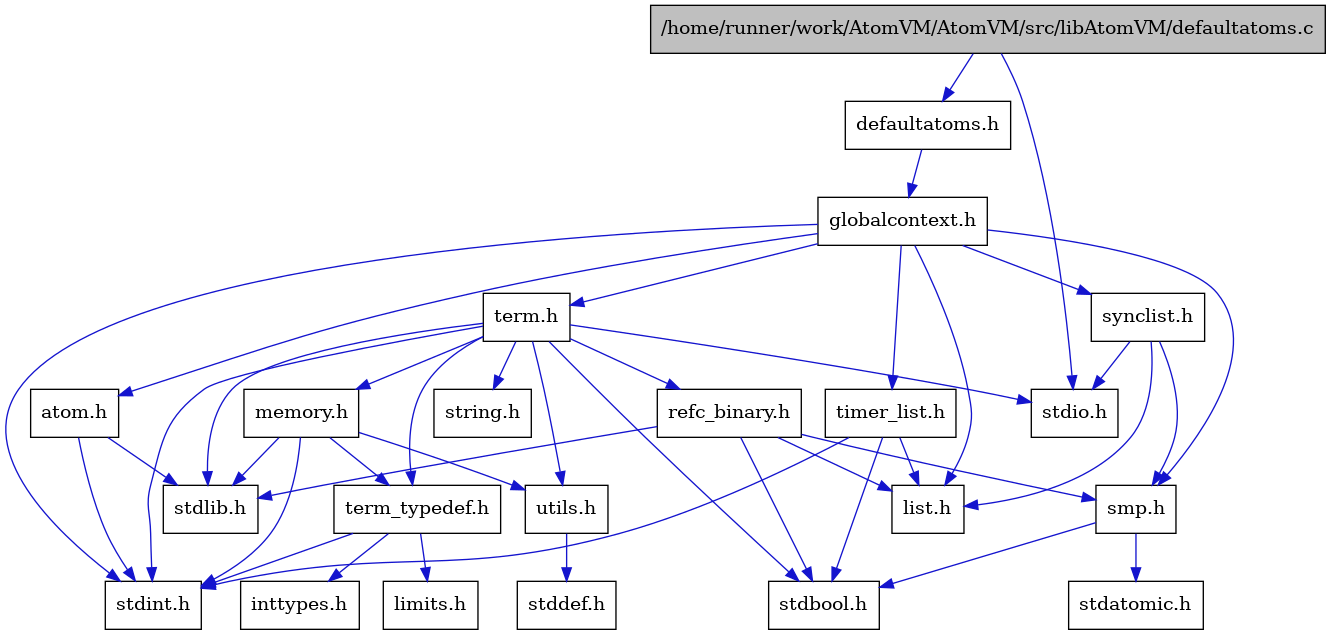 /home/runner/work/AtomVM/AtomVM/src/libAtomVM/defaultatoms.c
defaultatoms.h
globalcontext.h
term.h
synclist.h
atom.h
memory.h
string.h
refc_binary.h
timer_list.h
stdio.h
stdlib.h
term_typedef.h
utils.h
list.h
smp.h
stdint.h
inttypes.h
limits.h
stddef.h
stdbool.h
stdatomic.h